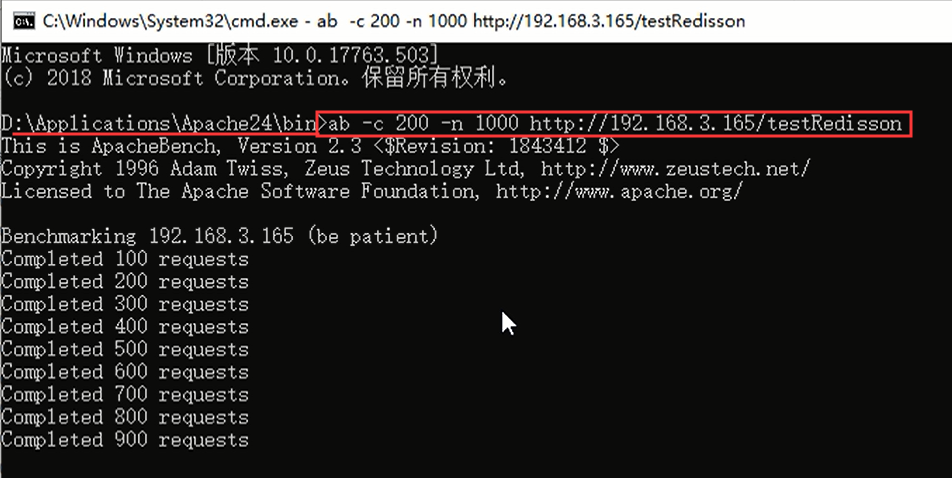 C:\Windows\System32\cmd.exe - ab  -c 200 -n 1000 http://192.168.3.165/testRedisson
Microsoft Windows [版本 10.0.17763.503]
(c) 2018 Microsoft Corporation。保留所有权利。
D:\Applications\Apache24\bin>ab -c 200 -n 1000 http://192.168.3.165/testRedisson
This is ApacheBench, Version 2.3 <$Revision: 1843412 $>
Copyright 1996 Adam Twiss, Zeus Technology Ltd, http://www.zeustech.net/
Licensed to The Apache Software Foundation, http://www.apache.org/
Benchmarking 192.168.3.165 (be patient)
Completed 100 requests
Completed 200 requests
Completed 300 requests
Completed 400 requests
Completed 500 requests
Completed 600 requests
Completed 700 requests
Completed 800 requests
Completed 900 requests